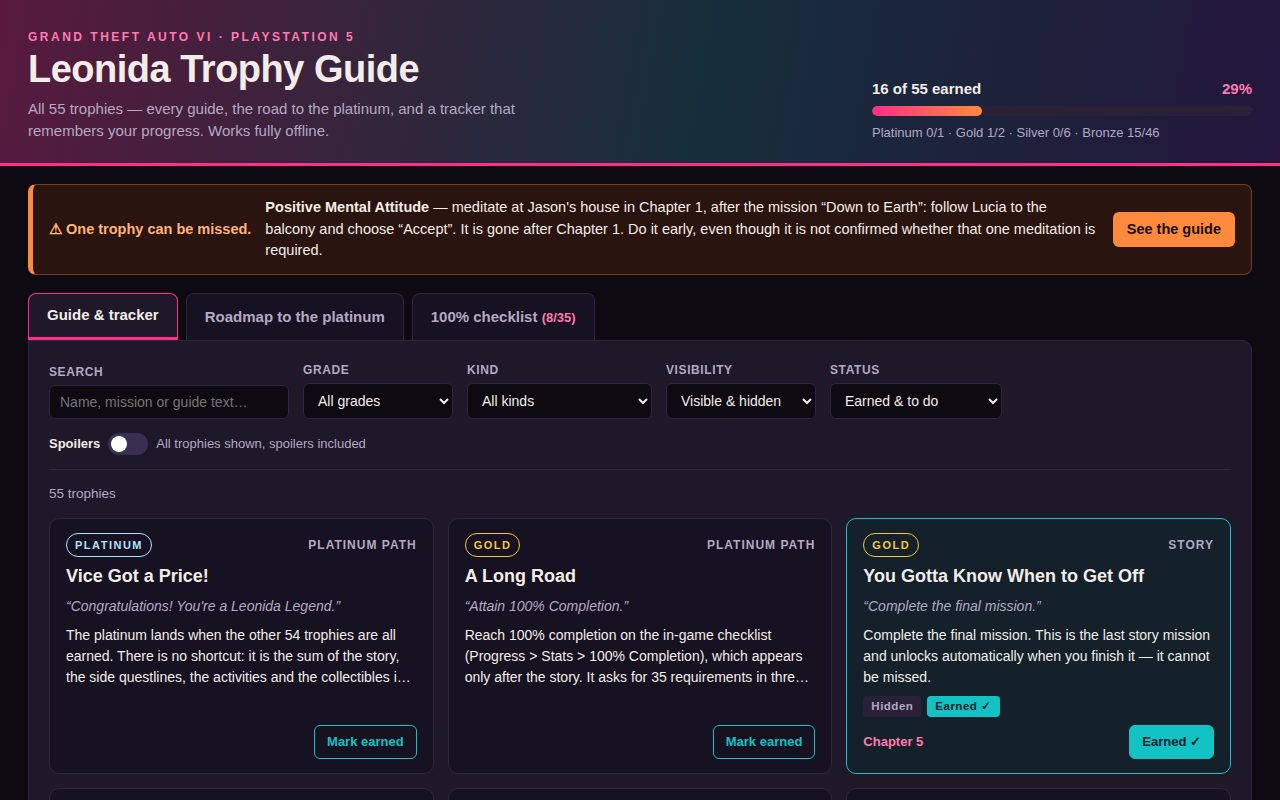 GRAND THEFT AUTO VI · PLAYSTATION 5
Leonida Trophy Guide
All 55 trophies — every guide, the road to the platinum, and a tracker that
remembers your progress. Works fully offline.
16 of 55 earned
29%
Platinum 0/1 · Gold 1/2 · Silver 0/6 · Bronze 15/46
⚠ One trophy can be missed.
Positive Mental Attitude — meditate at Jason's house in Chapter 1, after the mission “Down to Earth”: follow Lucia to the
balcony and choose “Accept”. It is gone after Chapter 1. Do it early, even though it is not confirmed whether that one meditation is
required.
See the guide
Guide & tracker
Roadmap to the platinum
100% checklist (8/35)
SEARCH
Name, mission or guide text…
GRADE
All grades
KIND
All kinds
VISIBILITY
Visible & hidden
STATUS
Earned & to do
Spoilers
All trophies shown, spoilers included
55 trophies
PLATINUM
PLATINUM PATH
Vice Got a Price!
“Congratulations! You're a Leonida Legend.”
The platinum lands when the other 54 trophies are all
earned. There is no shortcut: it is the sum of the story,
the side questlines, the activities and the collectibles i…
Mark earned
GOLD
PLATINUM PATH
A Long Road
“Attain 100% Completion.”
Reach 100% completion on the in-game checklist
(Progress > Stats > 100% Completion), which appears
only after the story. It asks for 35 requirements in thre…
Mark earned
GOLD
STORY
You Gotta Know When to Get Off
“Complete the final mission.”
Complete the final mission. This is the last story mission
and unlocks automatically when you finish it — it cannot
be missed.
Hidden
Earned ✓
Chapter 5
Earned ✓